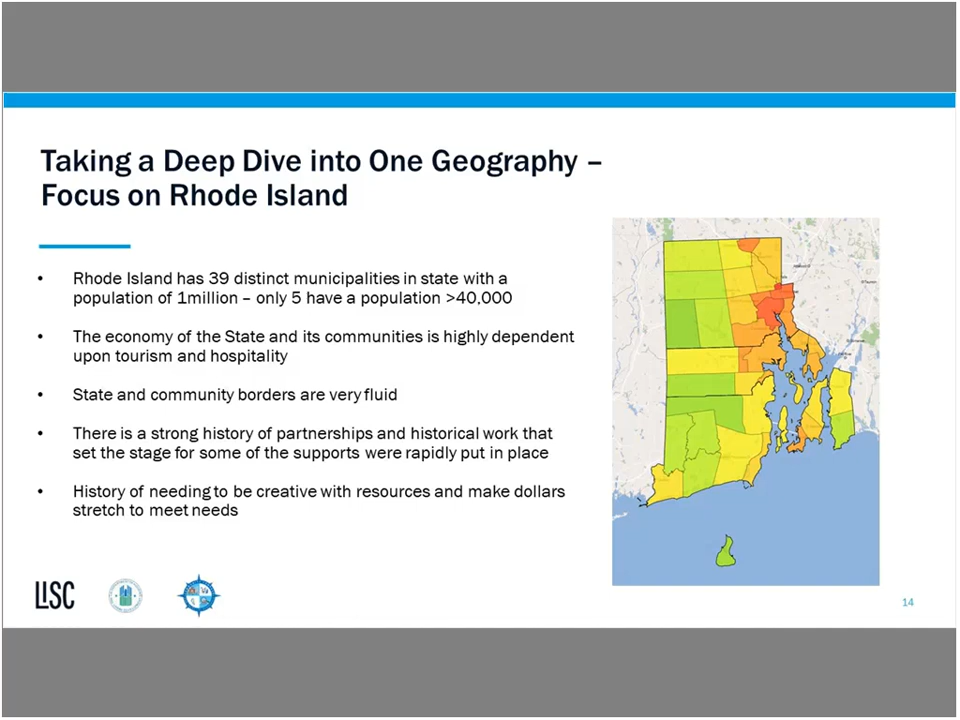 Taking a Deep Dive into One Geography –
Focus on Rhode Island
• Rhode Island has 39 distinct municipalities in state with a
population of 1million – only 5 have a population >40,000
• The economy of the State and its communities is highly dependent
upon tourism and hospitality
• State and community borders are very fluid
• There is a strong history of partnerships and historical work that
set the stage for some of the supports were rapidly put in place
• History of needing to be creative with resources and make dollars
stretch to meet needs
LISC
14